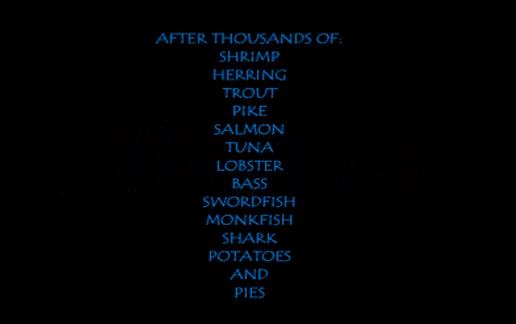 AFTER THOUSANDS OF:
SHRIMP
HERRING
TROUT
PIKE
SALMON
TUNA
LOBSTER
BASS
SWORDFISH
MONKFISH
SHARK
POTATOES
AND
PIES